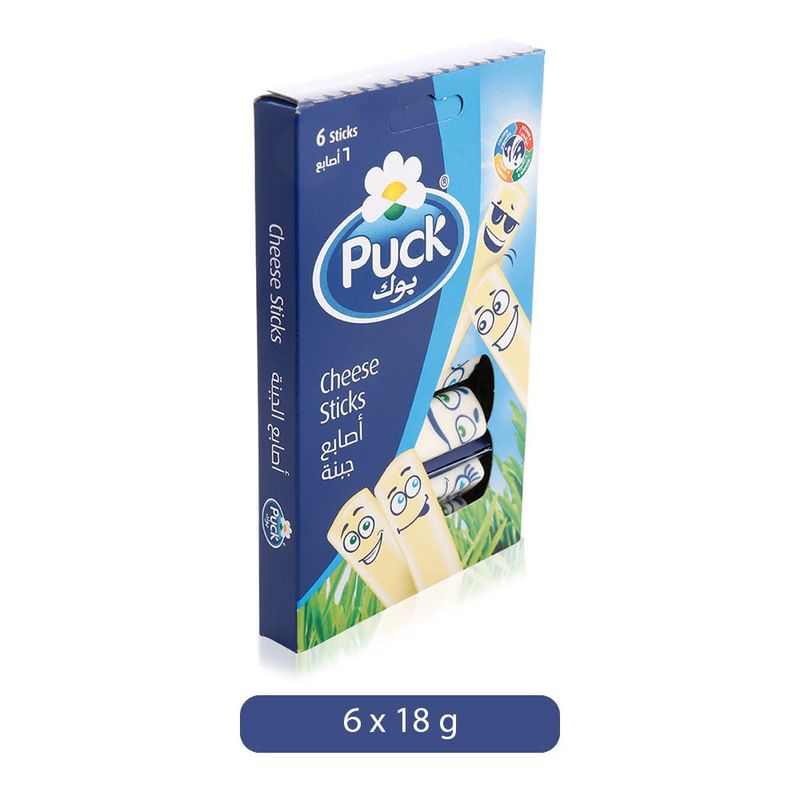 6 Sticks
٦ أصابع
®
PUCK
بوك
Cheese
Sticks
أصابع
جبنة
Cheese Sticks
أصابع الجبنة
PUCK
بوك
6 x 18 g